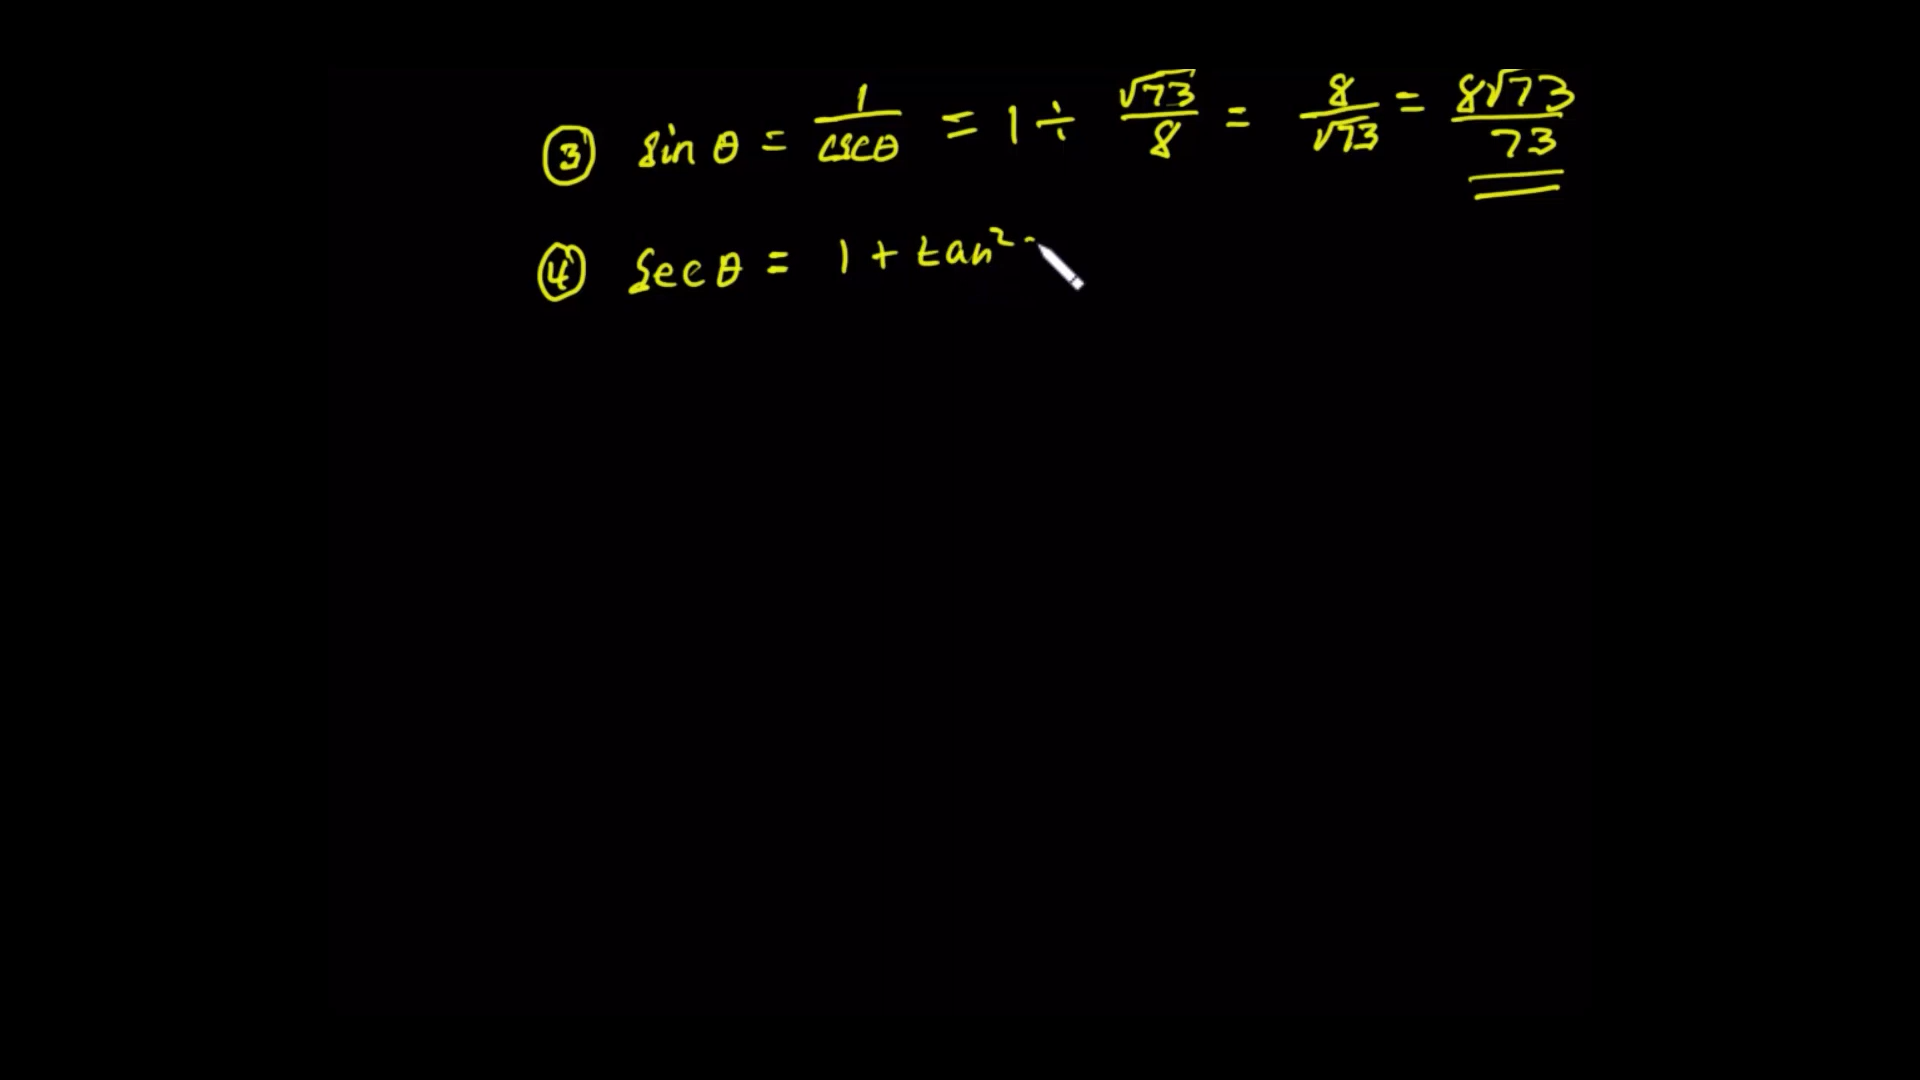 ③ sin θ = 1/cscθ = 1 ÷ √73/8 = 8/√73 = 8√73/73
④ sec θ = 1 + tan²